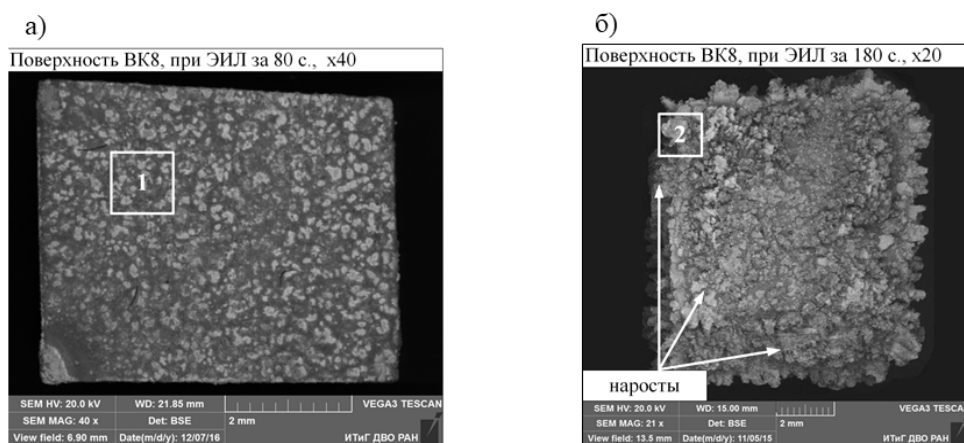 а)
Поверхность ВК8, при ЭИЛ за 80 с., х40
1
SEM HV: 20.0 kV
WD: 21.85 mm
VEGA3 TESCAN
SEM MAG: 40 x
Det: BSE
2 mm
View field: 6.90 mm
Date(m/d/y): 12/07/16
ИТиГ ДВО РАН
б)
Поверхность ВК8, при ЭИЛ за 180 с., х20
2
наросты
SEM HV: 20.0 kV
WD: 15.00 mm
VEGA3 TESCAN
SEM MAG: 21 x
Det: BSE
2 mm
View field: 13.5 mm
Date(m/d/y): 11/05/15
ИТиГ ДВО РАН